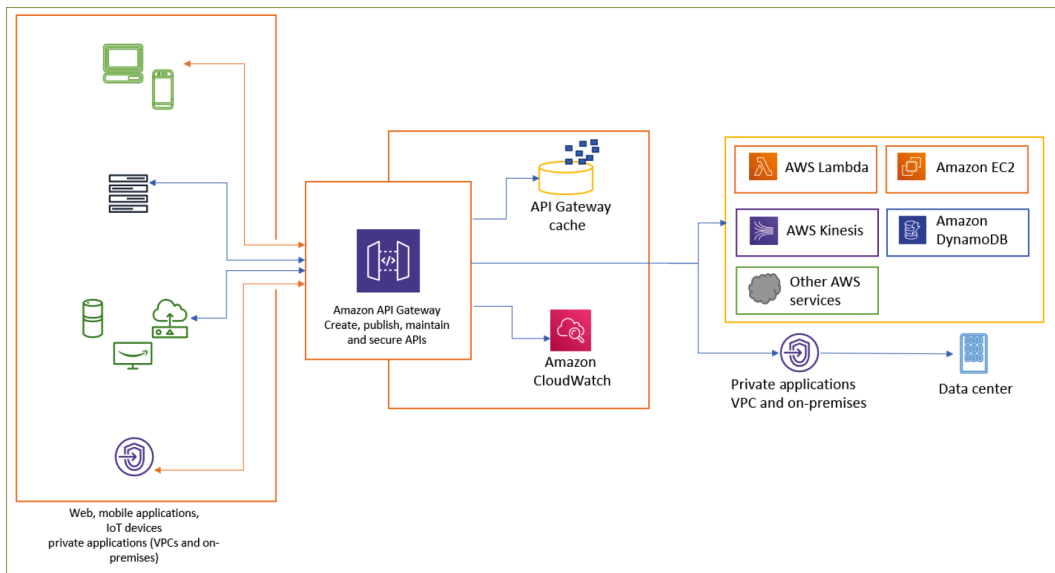 Web, mobile applications,
IoT devices
private applications (VPCs and on-
premises)
Amazon API Gateway
Create, publish, maintain
and secure APIs
API Gateway
cache
Amazon
CloudWatch
AWS Lambda
Amazon EC2
AWS Kinesis
Amazon
DynamoDB
Other AWS
services
Private applications
VPC and on-premises
Data center